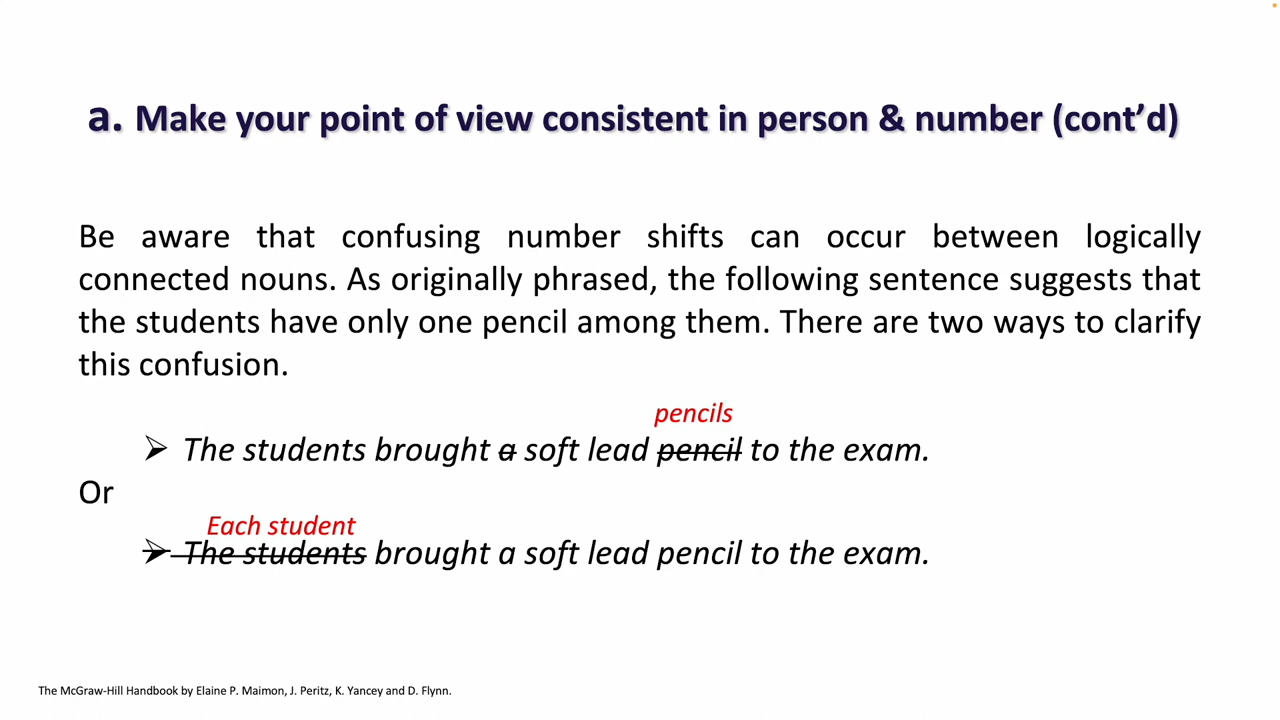 a. Make your point of view consistent in person & number (cont’d)
Be aware that confusing number shifts can occur between logically
connected nouns. As originally phrased, the following sentence suggests that
the students have only one pencil among them. There are two ways to clarify
this confusion.
pencils
➢ The students brought a soft lead pencil to the exam.
Or
Each student
➢ The students brought a soft lead pencil to the exam.
The McGraw-Hill Handbook by Elaine P. Maimon, J. Peritz, K. Yancey and D. Flynn.